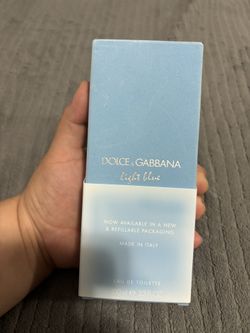 DOLCE & GABBANA
light blue
NOW AVAILABLE IN A NEW
& REFILLABLE PACKAGING
MADE IN ITALY
EAU DE TOILETTE